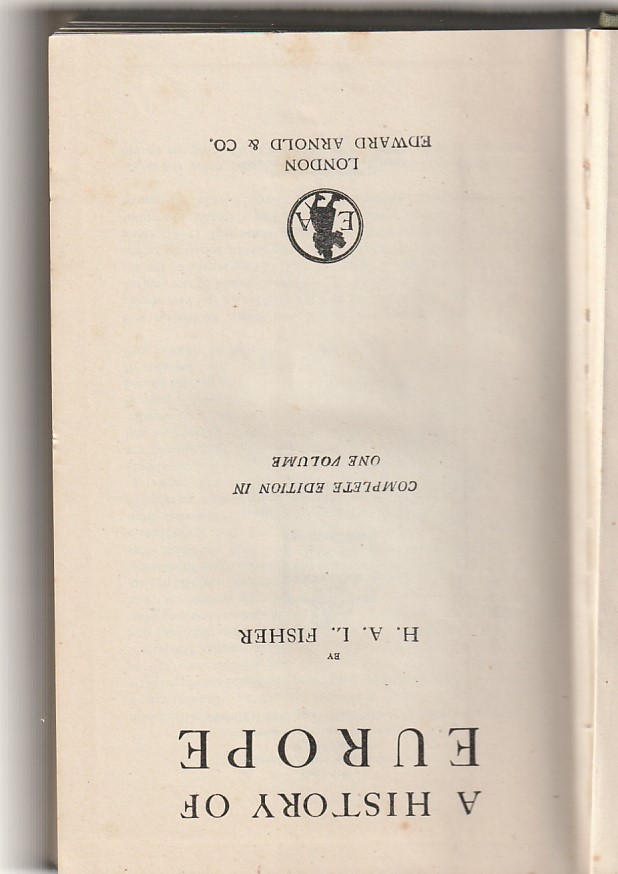 A HISTORY OF
EUROPE
BY
H. A. L. FISHER
COMPLETE EDITION IN
ONE VOLUME
E A
LONDON
EDWARD ARNOLD & CO.